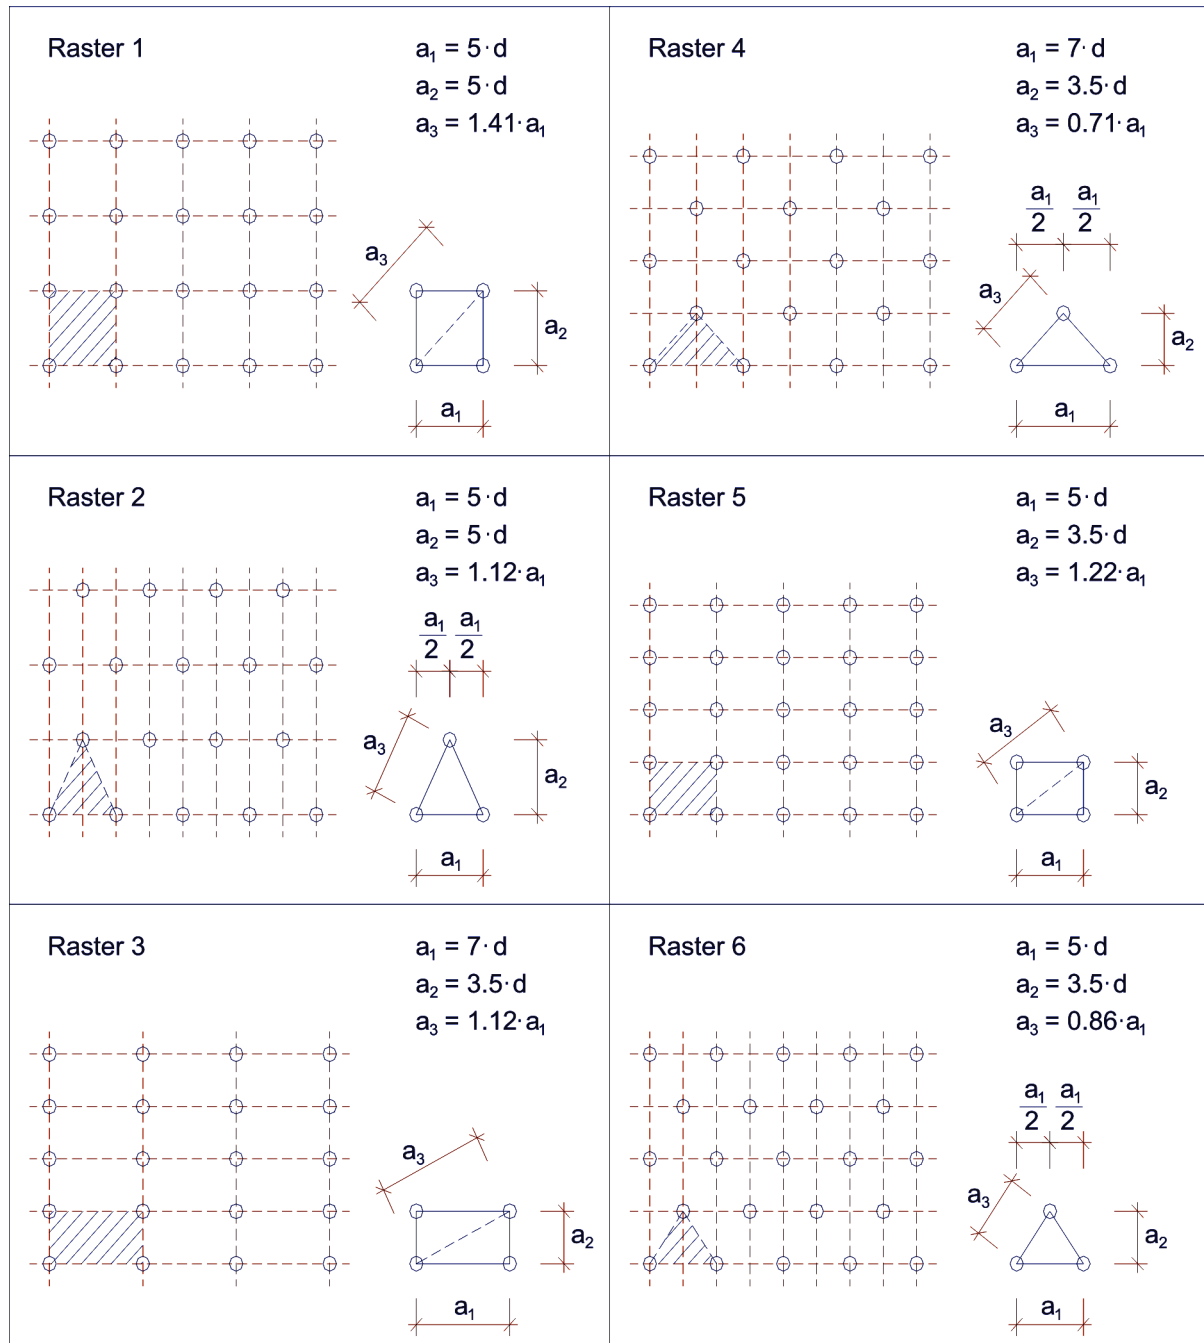 Raster 1
a₁ = 5· d
a₂ = 5· d
a₃ = 1.41· a₁
a₃
a₂
a₁
Raster 4
a₁ = 7· d
a₂ = 3.5· d
a₃ = 0.71· a₁
a₁/2 a₁/2
a₃
a₂
a₁
Raster 2
a₁ = 5· d
a₂ = 5· d
a₃ = 1.12· a₁
a₁/2 a₁/2
a₃
a₂
a₁
Raster 5
a₁ = 5· d
a₂ = 3.5· d
a₃ = 1.22· a₁
a₃
a₂
a₁
Raster 3
a₁ = 7· d
a₂ = 3.5· d
a₃ = 1.12· a₁
a₃
a₂
a₁
Raster 6
a₁ = 5· d
a₂ = 3.5· d
a₃ = 0.86· a₁
a₁/2 a₁/2
a₃
a₂
a₁